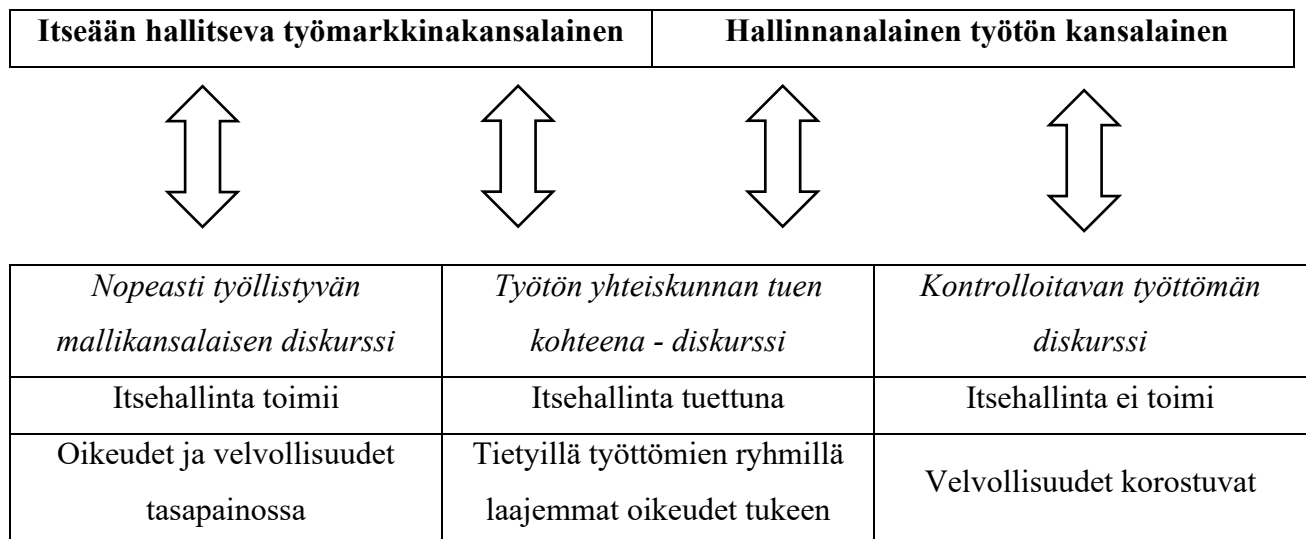 Itseään hallitseva työmarkkinakansalainen
Hallinnanalainen työtön kansalainen
Nopeasti työllistyvän
mallikansalaisen diskurssi
Työtön yhteiskunnan tuen
kohteena - diskurssi
Kontrolloitavan työttömän
diskurssi
Itsehallinta toimii
Itsehallinta tuettuna
Itsehallinta ei toimi
Oikeudet ja velvollisuudet
tasapainossa
Tietyillä työttömien ryhmillä
laajemmat oikeudet tukeen
Velvollisuudet korostuvat